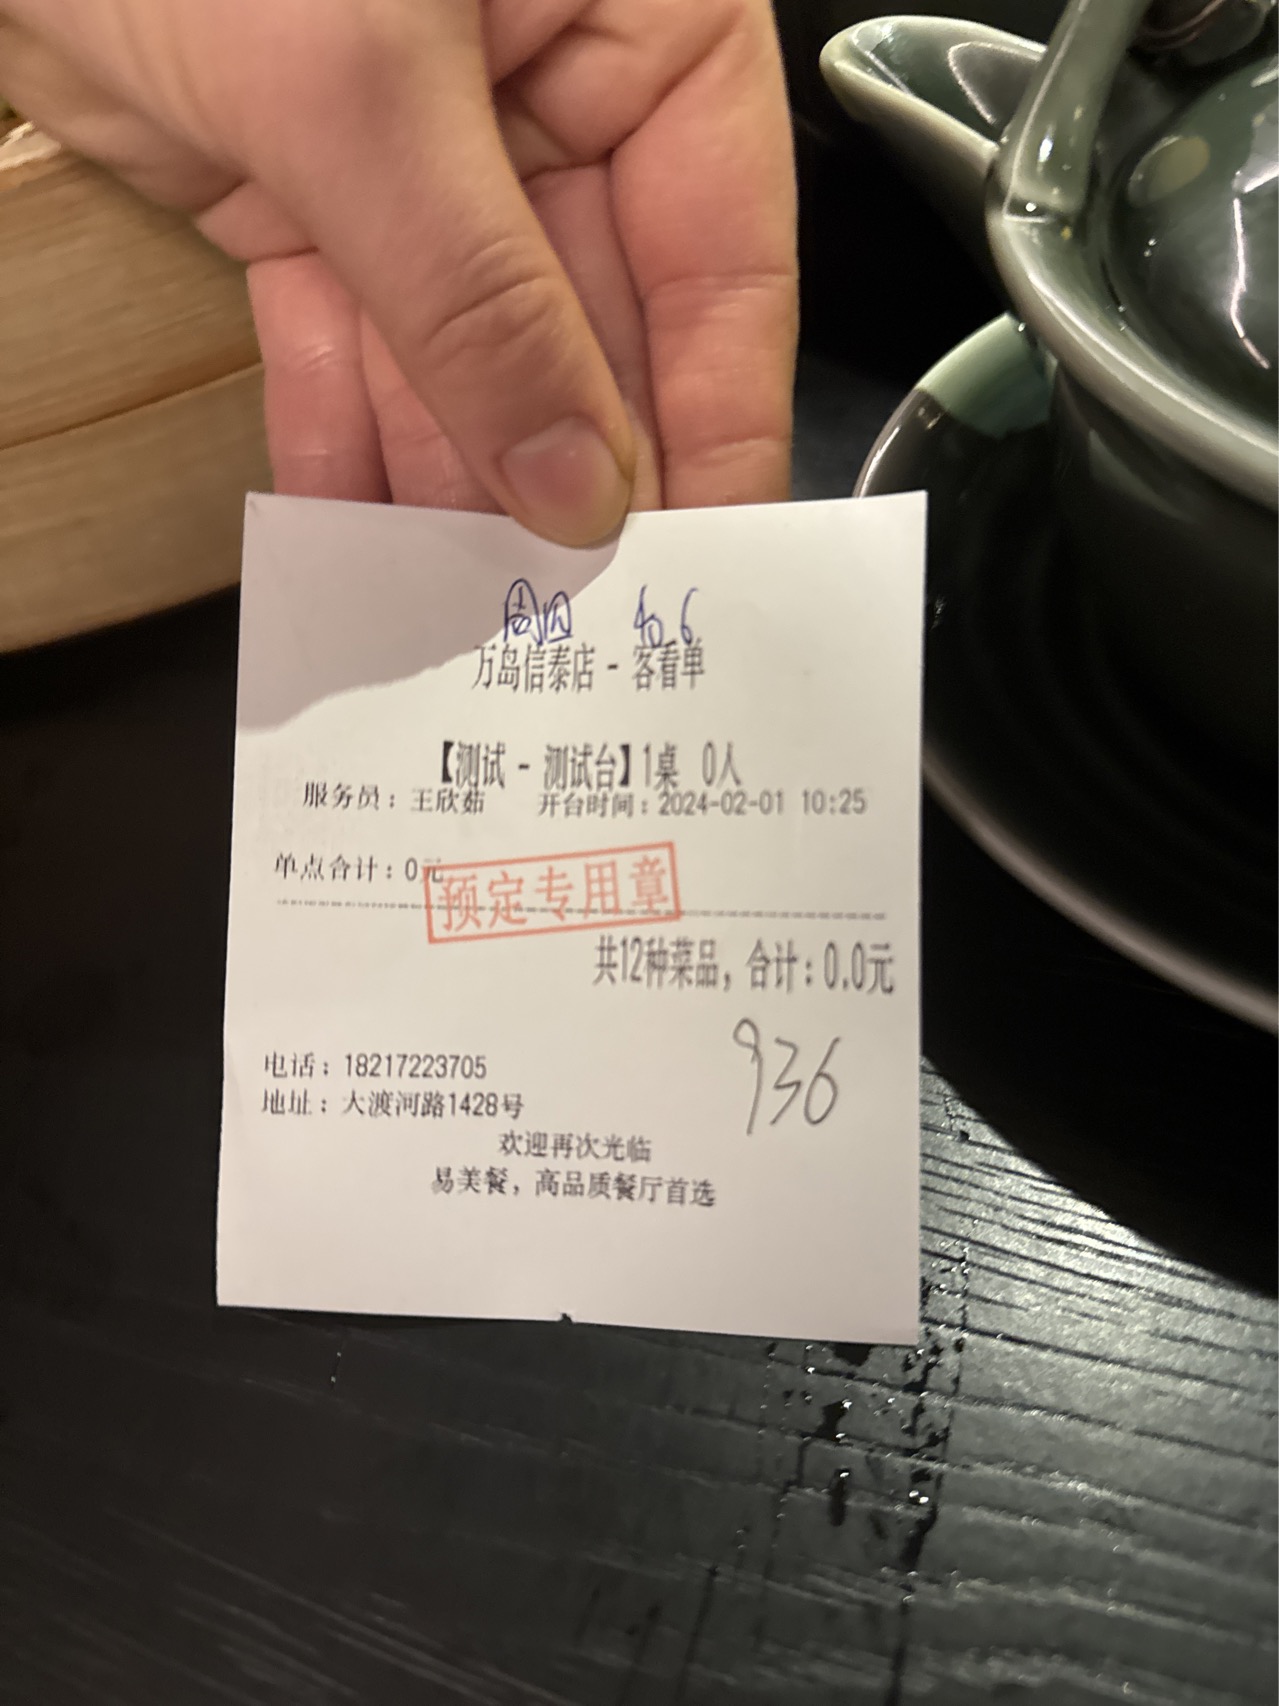 周四 初6
万岛信泰店 - 客看单
【测试 - 测试台】1桌 0人
服务员：王欣茹 开台时间：2024-02-01 10:25
单点合计：0元
预定专用章
共12种菜品，合计：0.0元
936
电话：18217223705
地址：大渡河路1428号
欢迎再次光临
易美餐，高品质餐厅首选